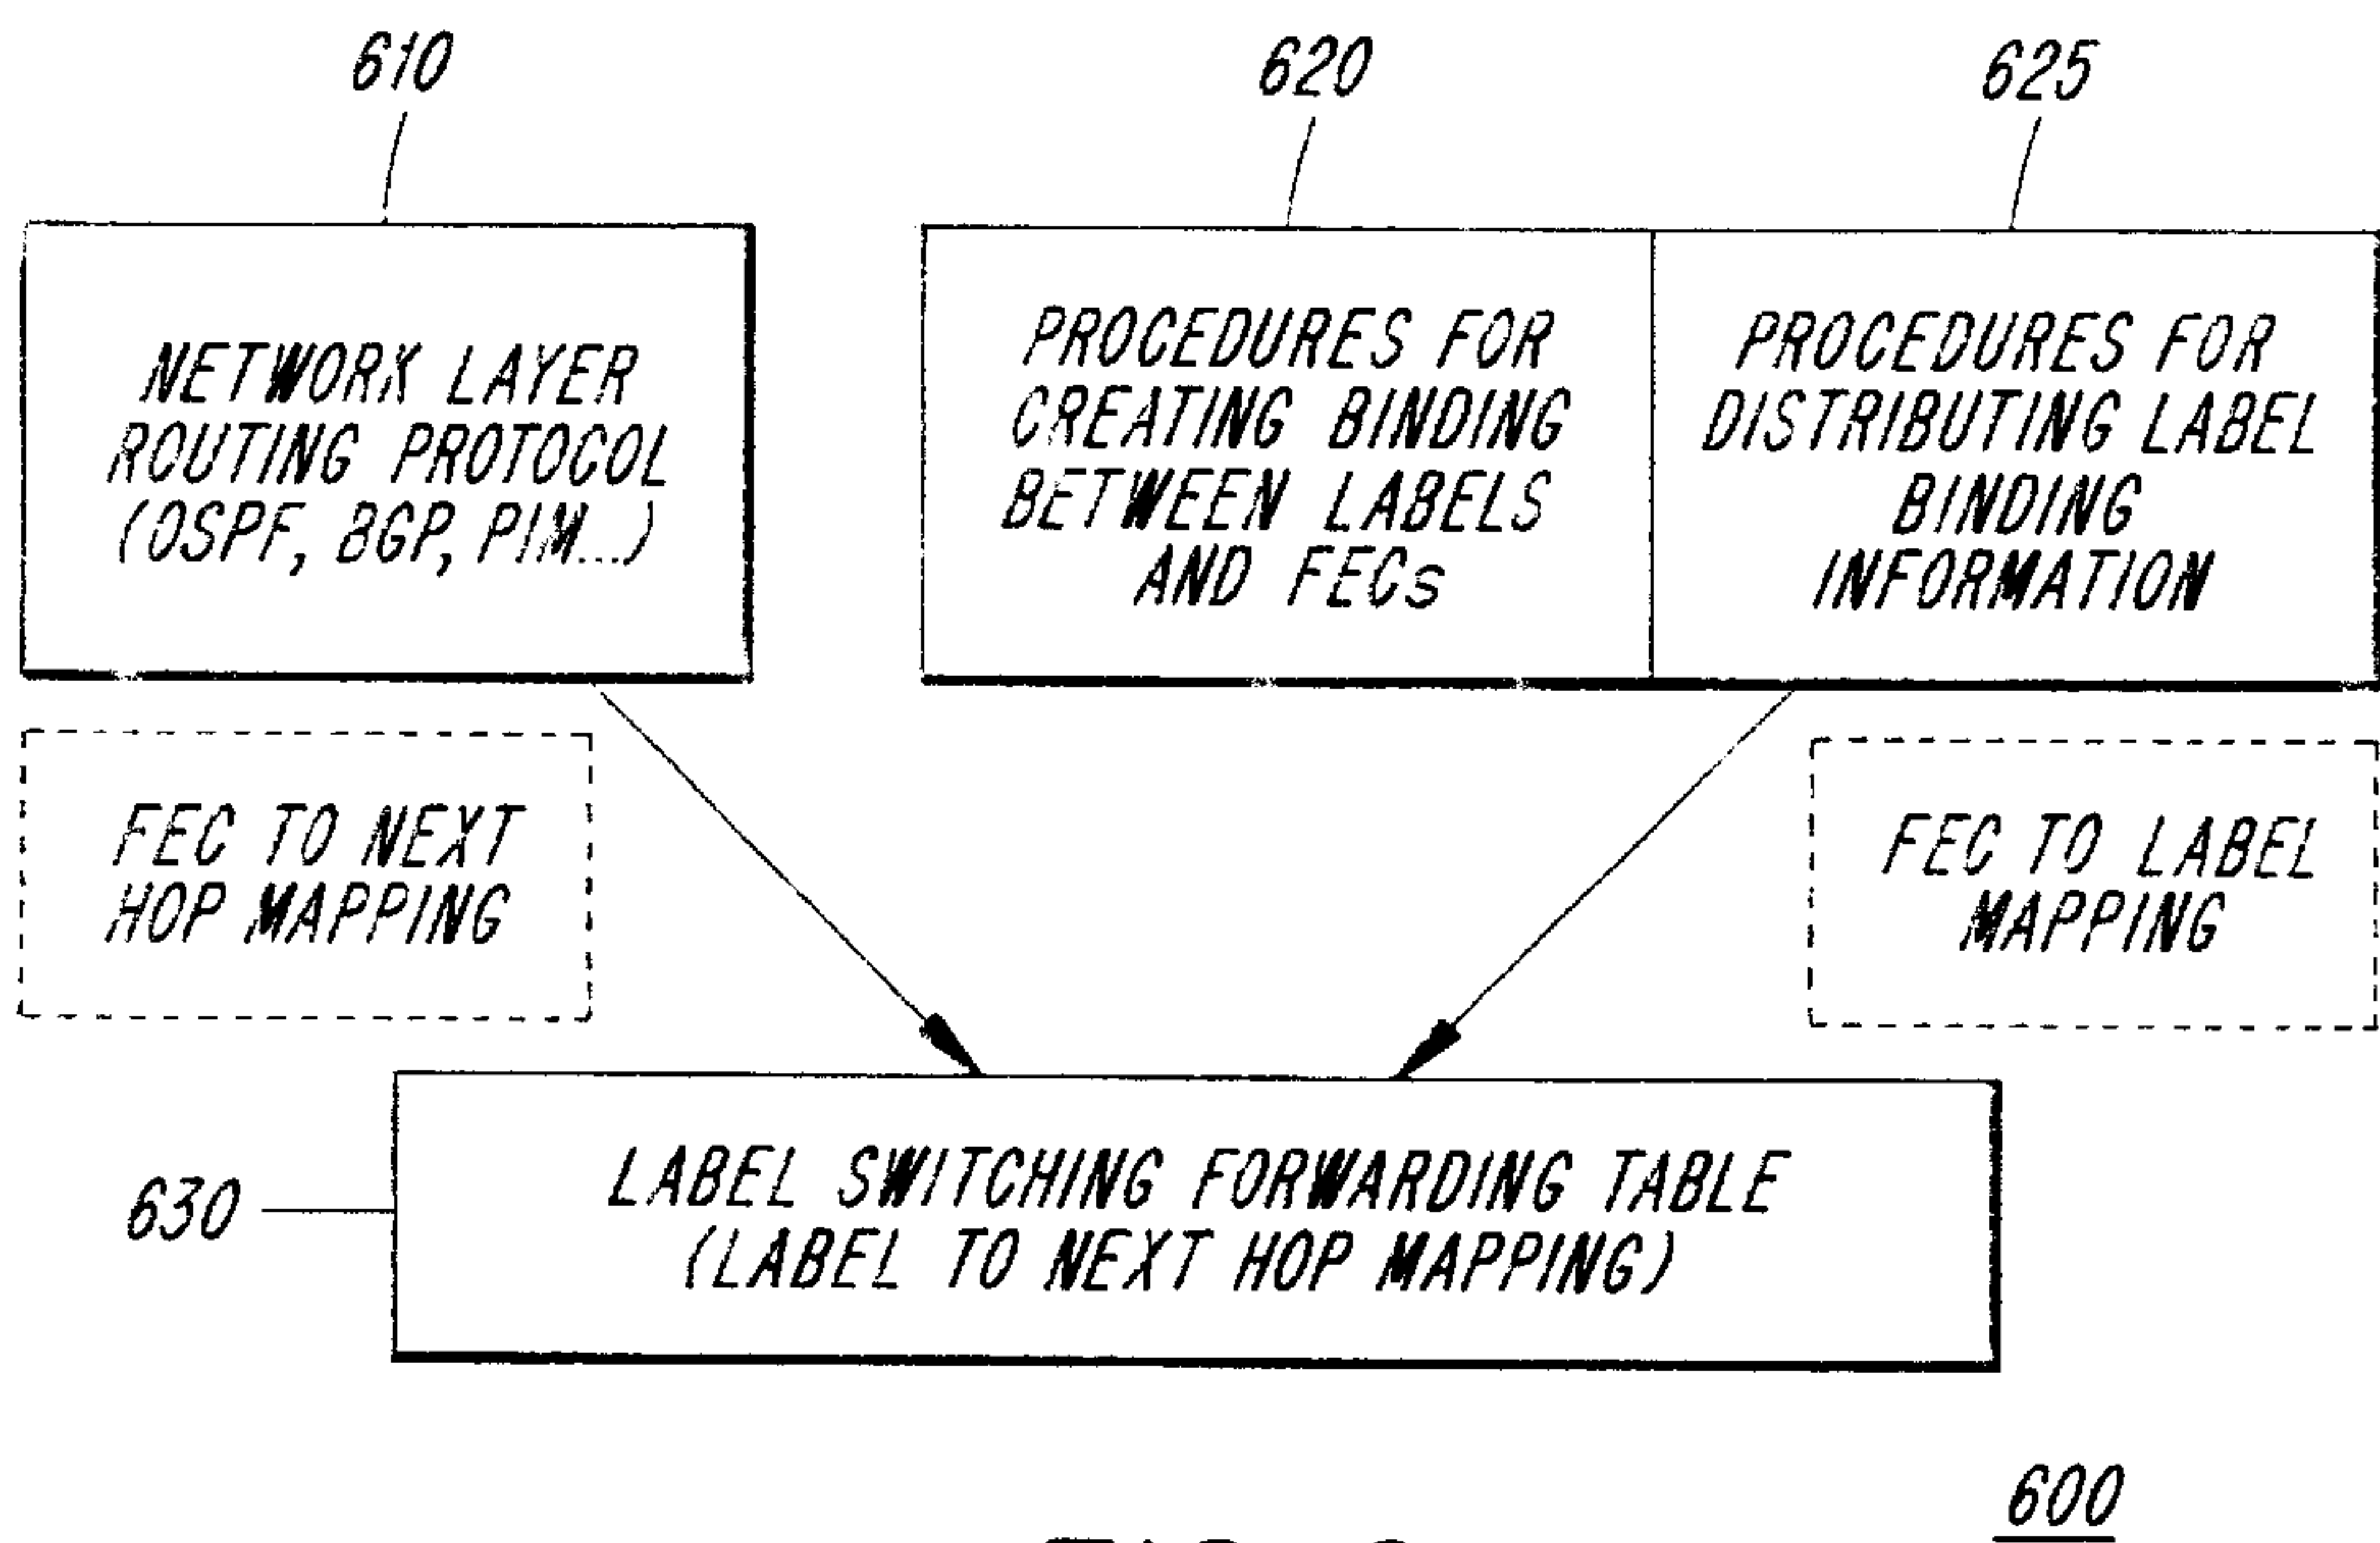 610
620
625
NETWORK LAYER
ROUTING PROTOCOL
(OSPF, BGP, PIM...)
PROCEDURES FOR
CREATING BINDING
BETWEEN LABELS
AND FECs
PROCEDURES FOR
DISTRIBUTING LABEL
BINDING
INFORMATION
FEC TO NEXT
HOP MAPPING
FEC TO LABEL
MAPPING
630
LABEL SWITCHING FORWARDING TABLE
(LABEL TO NEXT HOP MAPPING)
600